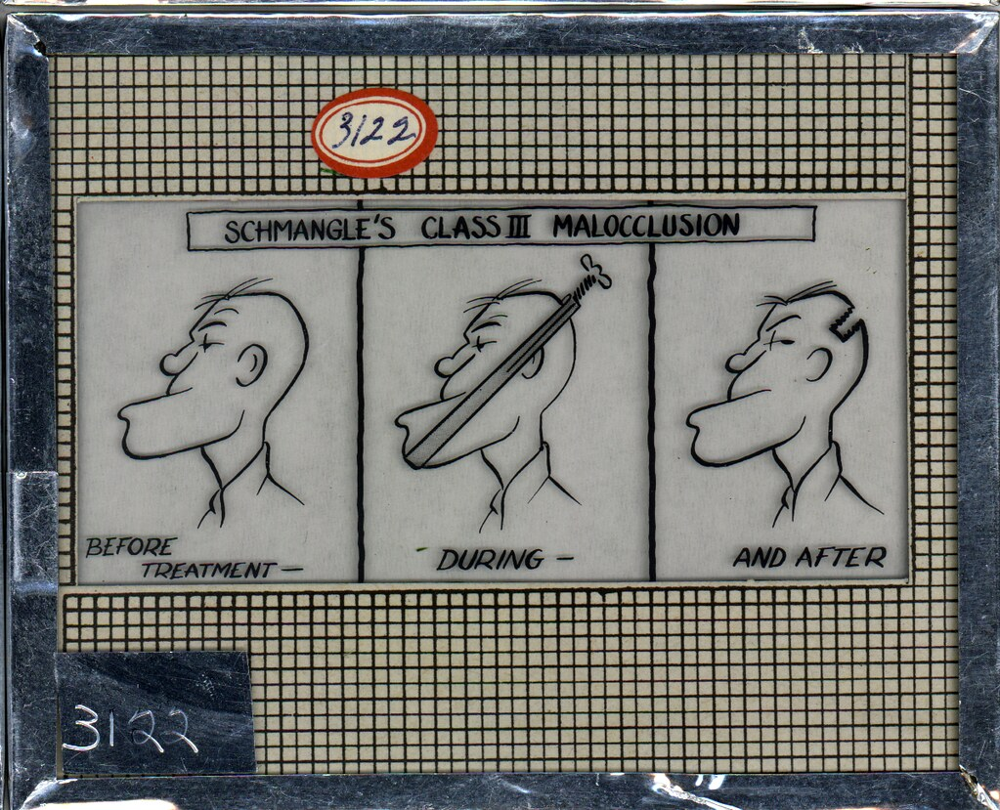 3122
SCHMANGLE'S CLASS III MALOCCLUSION
BEFORE
TREATMENT —
DURING —
AND AFTER
3122